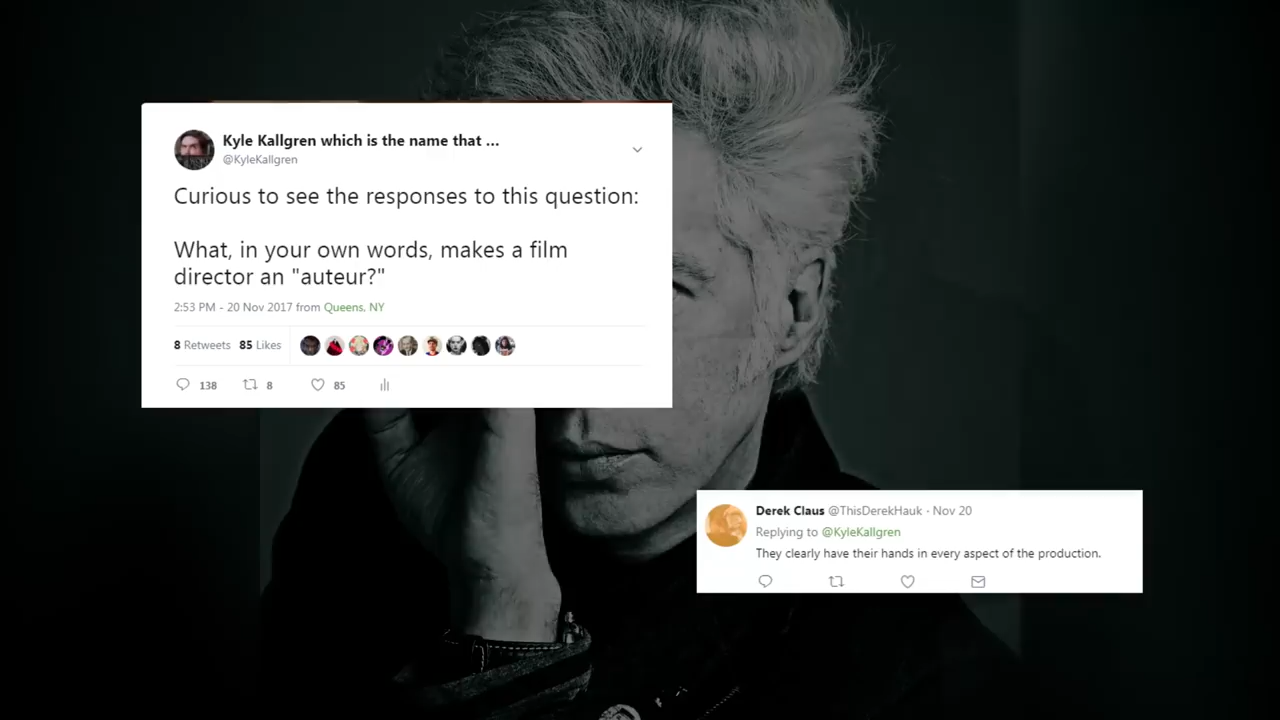 Kyle Kallgren which is the name that ...
@KyleKallgren
Curious to see the responses to this question:
What, in your own words, makes a film
director an "auteur?"
2:53 PM - 20 Nov 2017 from Queens, NY
8 Retweets 85 Likes
138 8 85
Derek Claus @ThisDerekHauk · Nov 20
Replying to @KyleKallgren
They clearly have their hands in every aspect of the production.